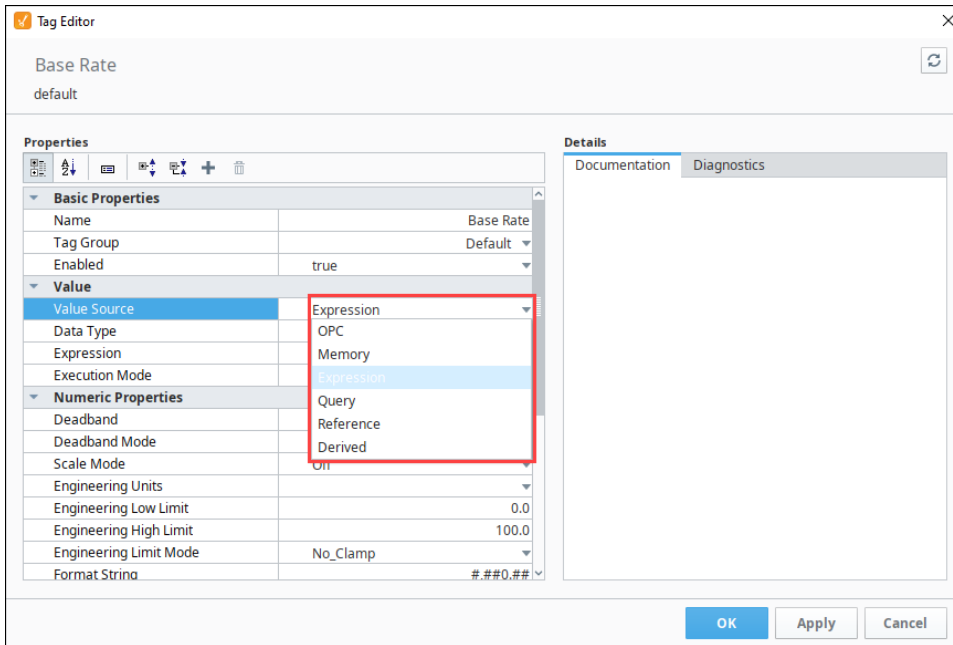 Tag Editor
Base Rate
default
Properties
Details
Documentation Diagnostics
Basic Properties
Name Base Rate
Tag Group Default
Enabled true
Value
Value Source Expression
Data Type OPC
Expression Memory
Execution Mode Expression
Numeric Properties Query
Deadband Reference
Deadband Mode Derived
Scale Mode Off
Engineering Units
Engineering Low Limit 0.0
Engineering High Limit 100.0
Engineering Limit Mode No_Clamp
Format String #,##0.##
OK Apply Cancel